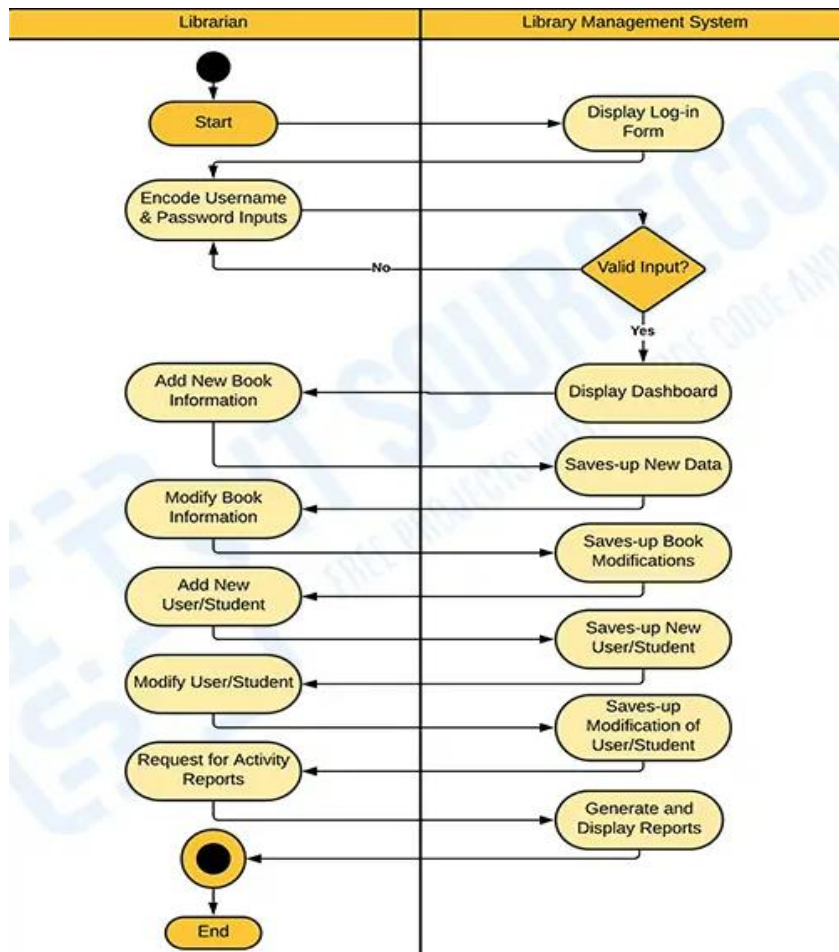 Librarian
Library Management System
Start
Display Log-in
Form
Encode Username
& Password Inputs
Valid Input?
No
Yes
Add New Book
Information
Display Dashboard
Saves-up New Data
Modify Book
Information
Saves-up Book
Modifications
Add New
User/Student
Saves-up New
User/Student
Modify User/Student
Saves-up
Modification of
User/Student
Request for Activity
Reports
Generate and
Display Reports
End
IT SOURCECODE